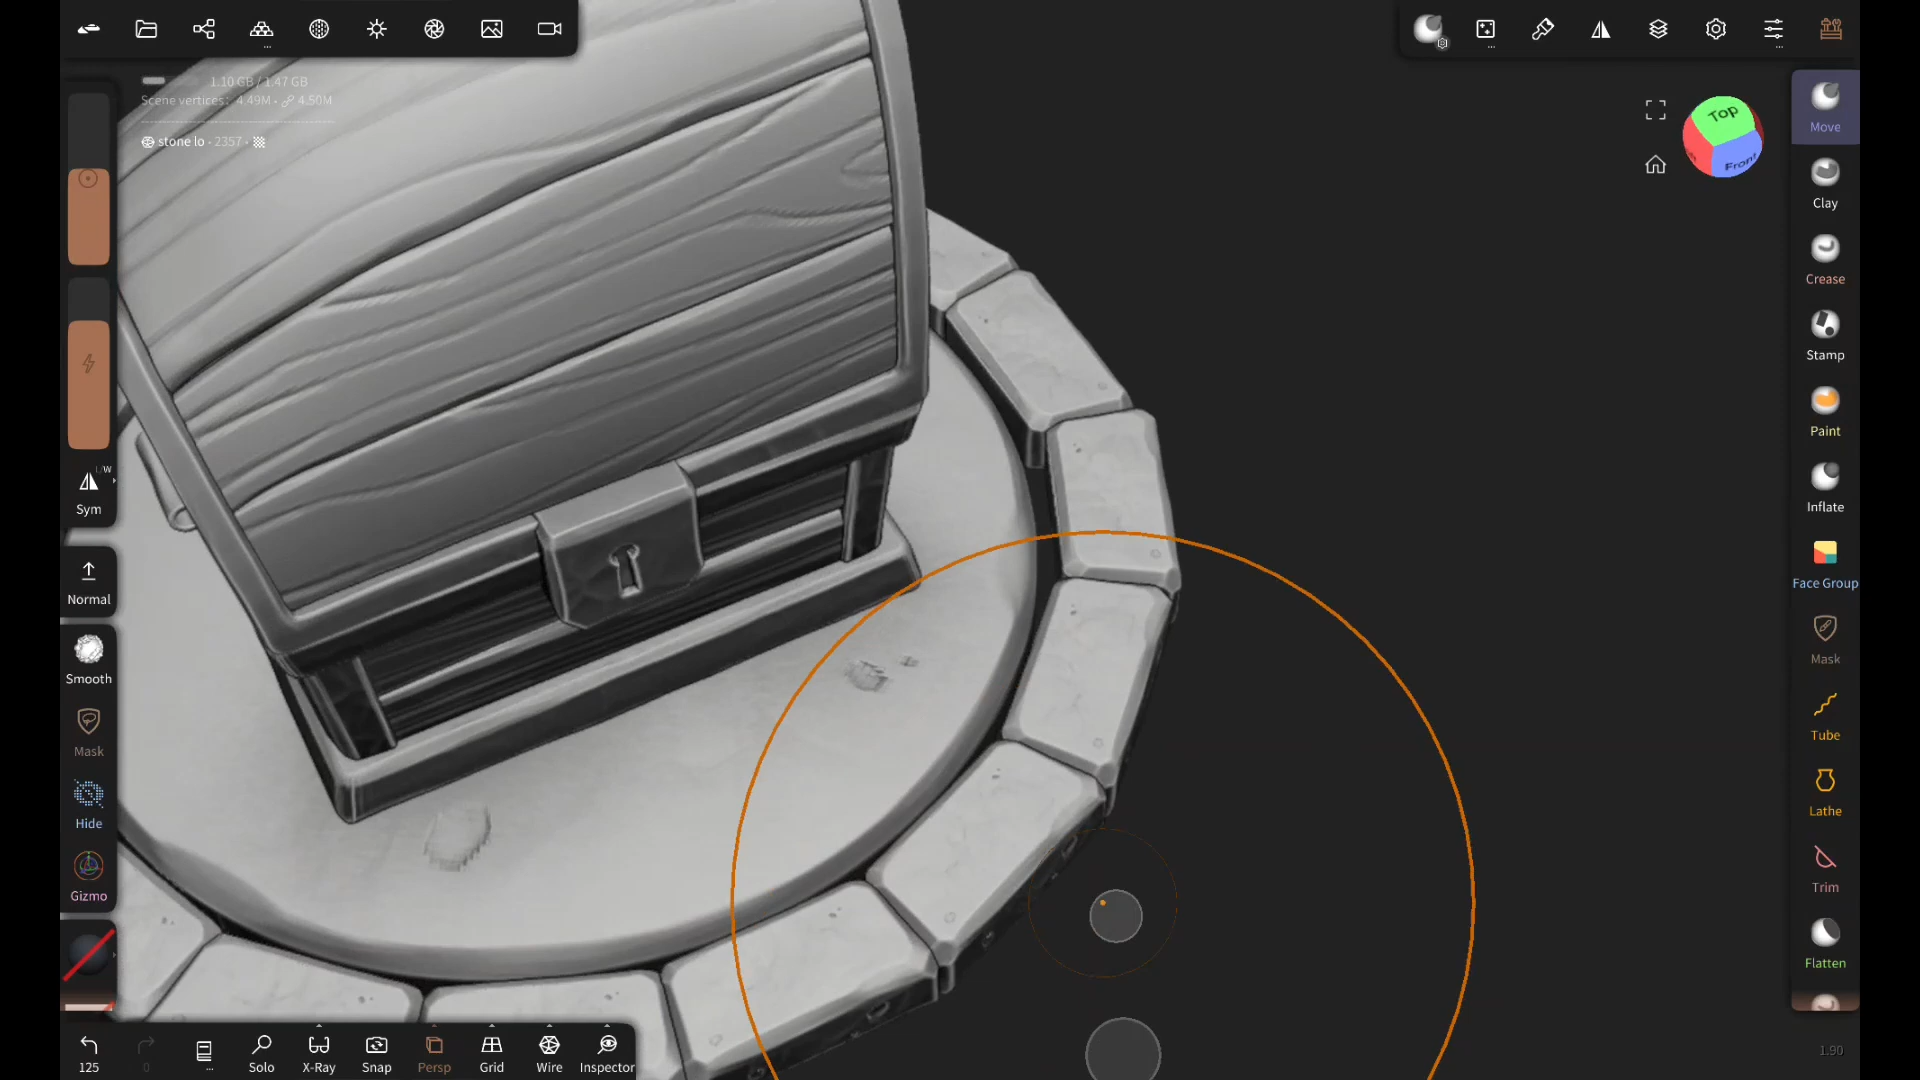 1.10 GB / 1.47 GB
Scene vertices: 4.49M • 4.50M
stone lo • 2357 •
Top
Front
Move
Clay
Crease
Stamp
Paint
Inflate
Face Group
Mask
Tube
Lathe
Trim
Flatten
L/W
Sym
Normal
Smooth
Mask
Hide
Gizmo
125
0
...
Solo
X-Ray
Snap
Persp
Grid
Wire
Inspector
1.90